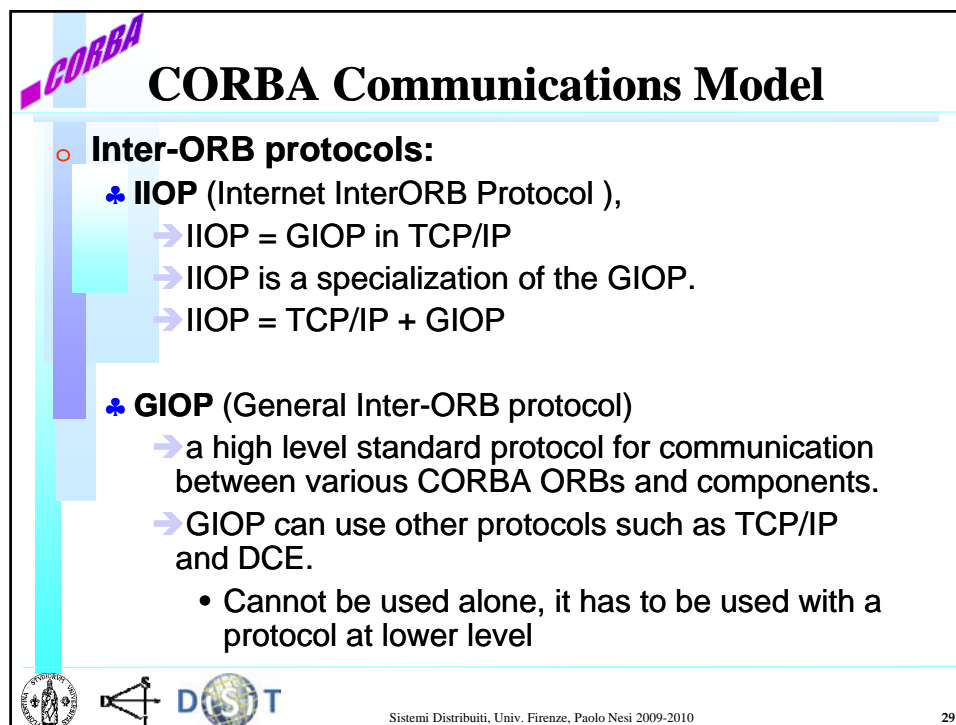 CORBA
CORBA Communications Model
o Inter-ORB protocols:
♣ IIOP (Internet InterORB Protocol ),
➔ IIOP = GIOP in TCP/IP
➔ IIOP is a specialization of the GIOP.
➔ IIOP = TCP/IP + GIOP
♣ GIOP (General Inter-ORB protocol)
➔ a high level standard protocol for communication
between various CORBA ORBs and components.
➔ GIOP can use other protocols such as TCP/IP
and DCE.
• Cannot be used alone, it has to be used with a
protocol at lower level
DISIT
Sistemi Distribuiti, Univ. Firenze, Paolo Nesi 2009-2010 29